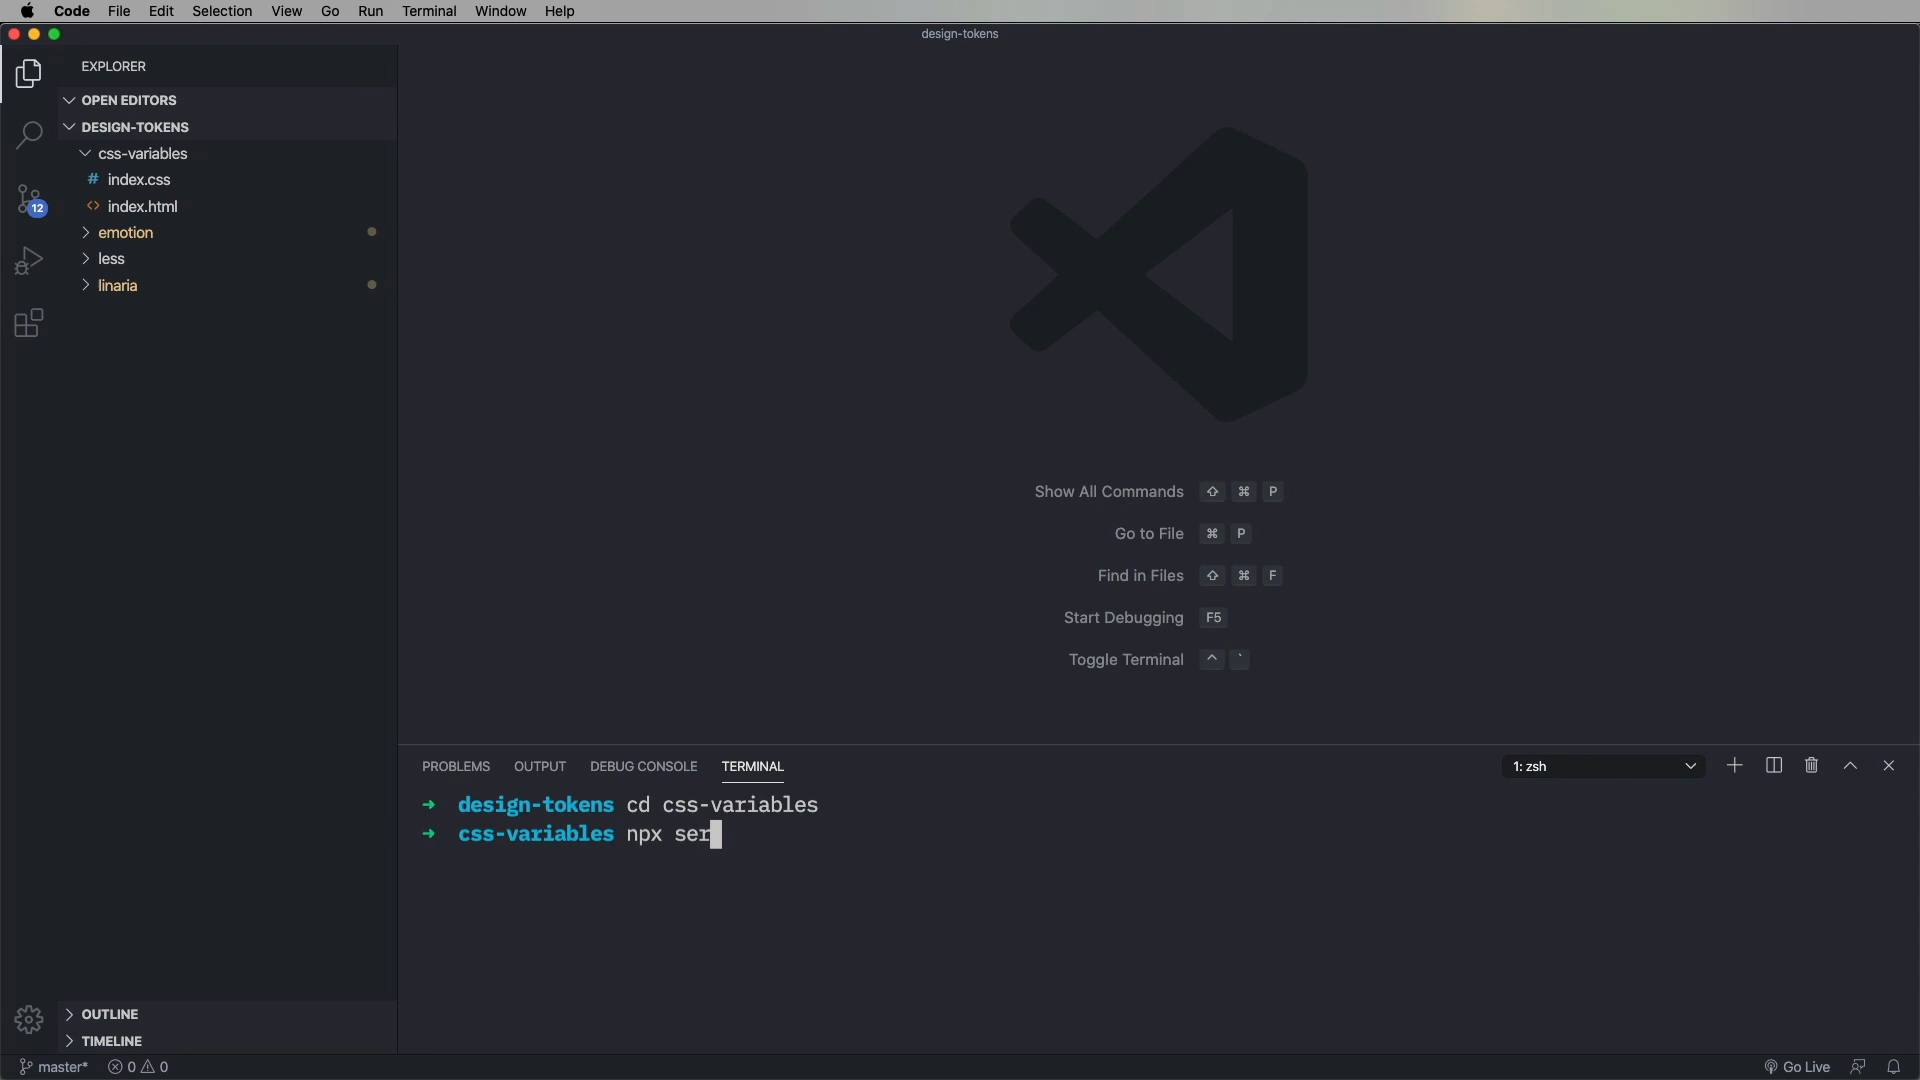 Code File Edit Selection View Go Run Terminal Window Help
design-tokens
EXPLORER
OPEN EDITORS
DESIGN-TOKENS
css-variables
# index.css
<> index.html
emotion
less
linaria
12
Show All Commands ⇧ ⌘ P
Go to File ⌘ P
Find in Files ⇧ ⌘ F
Start Debugging F5
Toggle Terminal ^ `
PROBLEMS OUTPUT DEBUG CONSOLE TERMINAL
1: zsh
➜ design-tokens cd css-variables
➜ css-variables npx ser
OUTLINE
TIMELINE
master* 0 0
Go Live